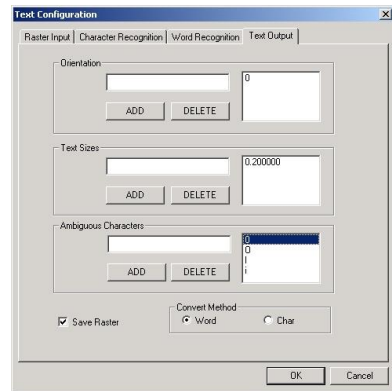 Text Configuration
Raster Input Character Recognition Word Recognition Text Output
Orientation
0
ADD DELETE
Text Sizes
0.200000
ADD DELETE
Ambiguous Characters
0
O
l
i
ADD DELETE
Save Raster
Convert Method
Word Char
OK Cancel